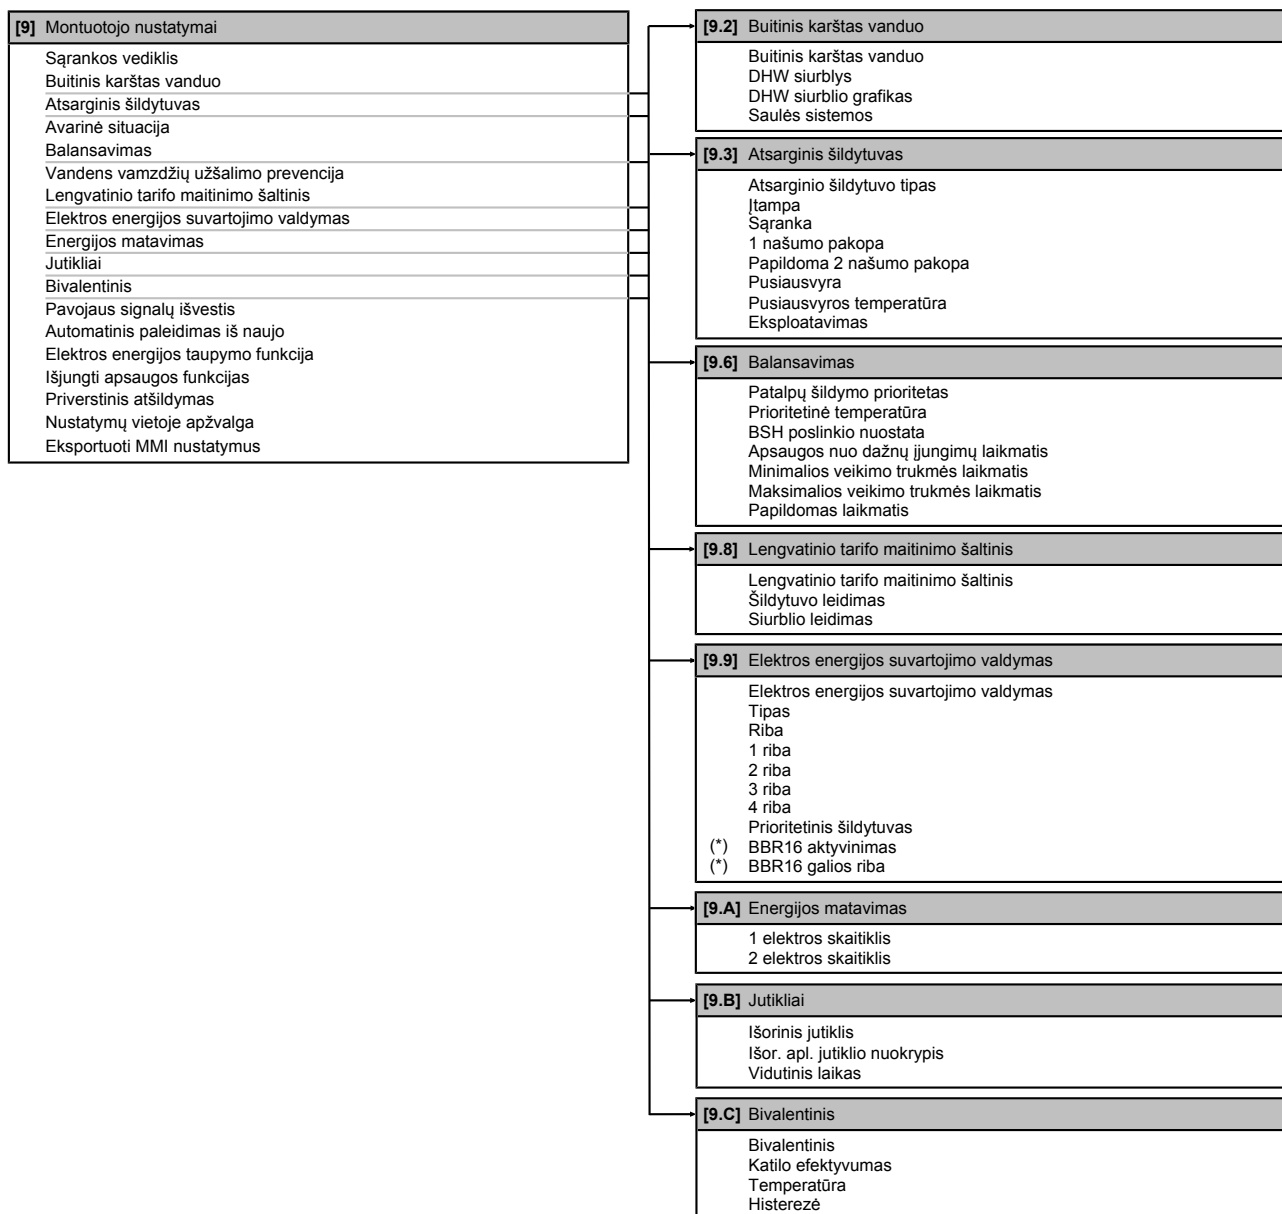 [9] Montuotojo nustatymai
Sąrankos vediklis
Buitinis karštas vanduo
Atsarginis šildytuvas
Avarinė situacija
Balansavimas
Vandens vamzdžių užšalimo prevencija
Lengvatinio tarifo maitinimo šaltinis
Elektros energijos suvartojimo valdymas
Energijos matavimas
Jutikliai
Bivalentinis
Pavojaus signalų išvestis
Automatinis paleidimas iš naujo
Elektros energijos taupymo funkcija
Išjungti apsaugos funkcijas
Priverstinis atšildymas
Nustatymų vietoje apžvalga
Eksportuoti MMI nustatymus
[9.2] Buitinis karštas vanduo
Buitinis karštas vanduo
DHW siurblys
DHW siurblio grafikas
Saulės sistemos
[9.3] Atsarginis šildytuvas
Atsarginio šildytuvo tipas
Įtampa
Sąranka
1 našumo pakopa
Papildoma 2 našumo pakopa
Pusiausvyra
Pusiausvyros temperatūra
Eksploatavimas
[9.6] Balansavimas
Patalpų šildymo prioritetas
Prioritetinė temperatūra
BSH poslinkio nuostata
Apsaugos nuo dažnų įjungimų laikmatis
Minimalios veikimo trukmės laikmatis
Maksimalios veikimo trukmės laikmatis
Papildomas laikmatis
[9.8] Lengvatinio tarifo maitinimo šaltinis
Lengvatinio tarifo maitinimo šaltinis
Šildytuvo leidimas
Siurblio leidimas
[9.9] Elektros energijos suvartojimo valdymas
Elektros energijos suvartojimo valdymas
Tipas
Riba
1 riba
2 riba
3 riba
4 riba
Prioritetinis šildytuvas
(*) BBR16 aktyvinimas
(*) BBR16 galios riba
[9.A] Energijos matavimas
1 elektros skaitiklis
2 elektros skaitiklis
[9.B] Jutikliai
Išorinis jutiklis
Išor. apl. jutiklio nuokrypis
Vidutinis laikas
[9.C] Bivalentinis
Bivalentinis
Katilo efektyvumas
Temperatūra
Histerezė